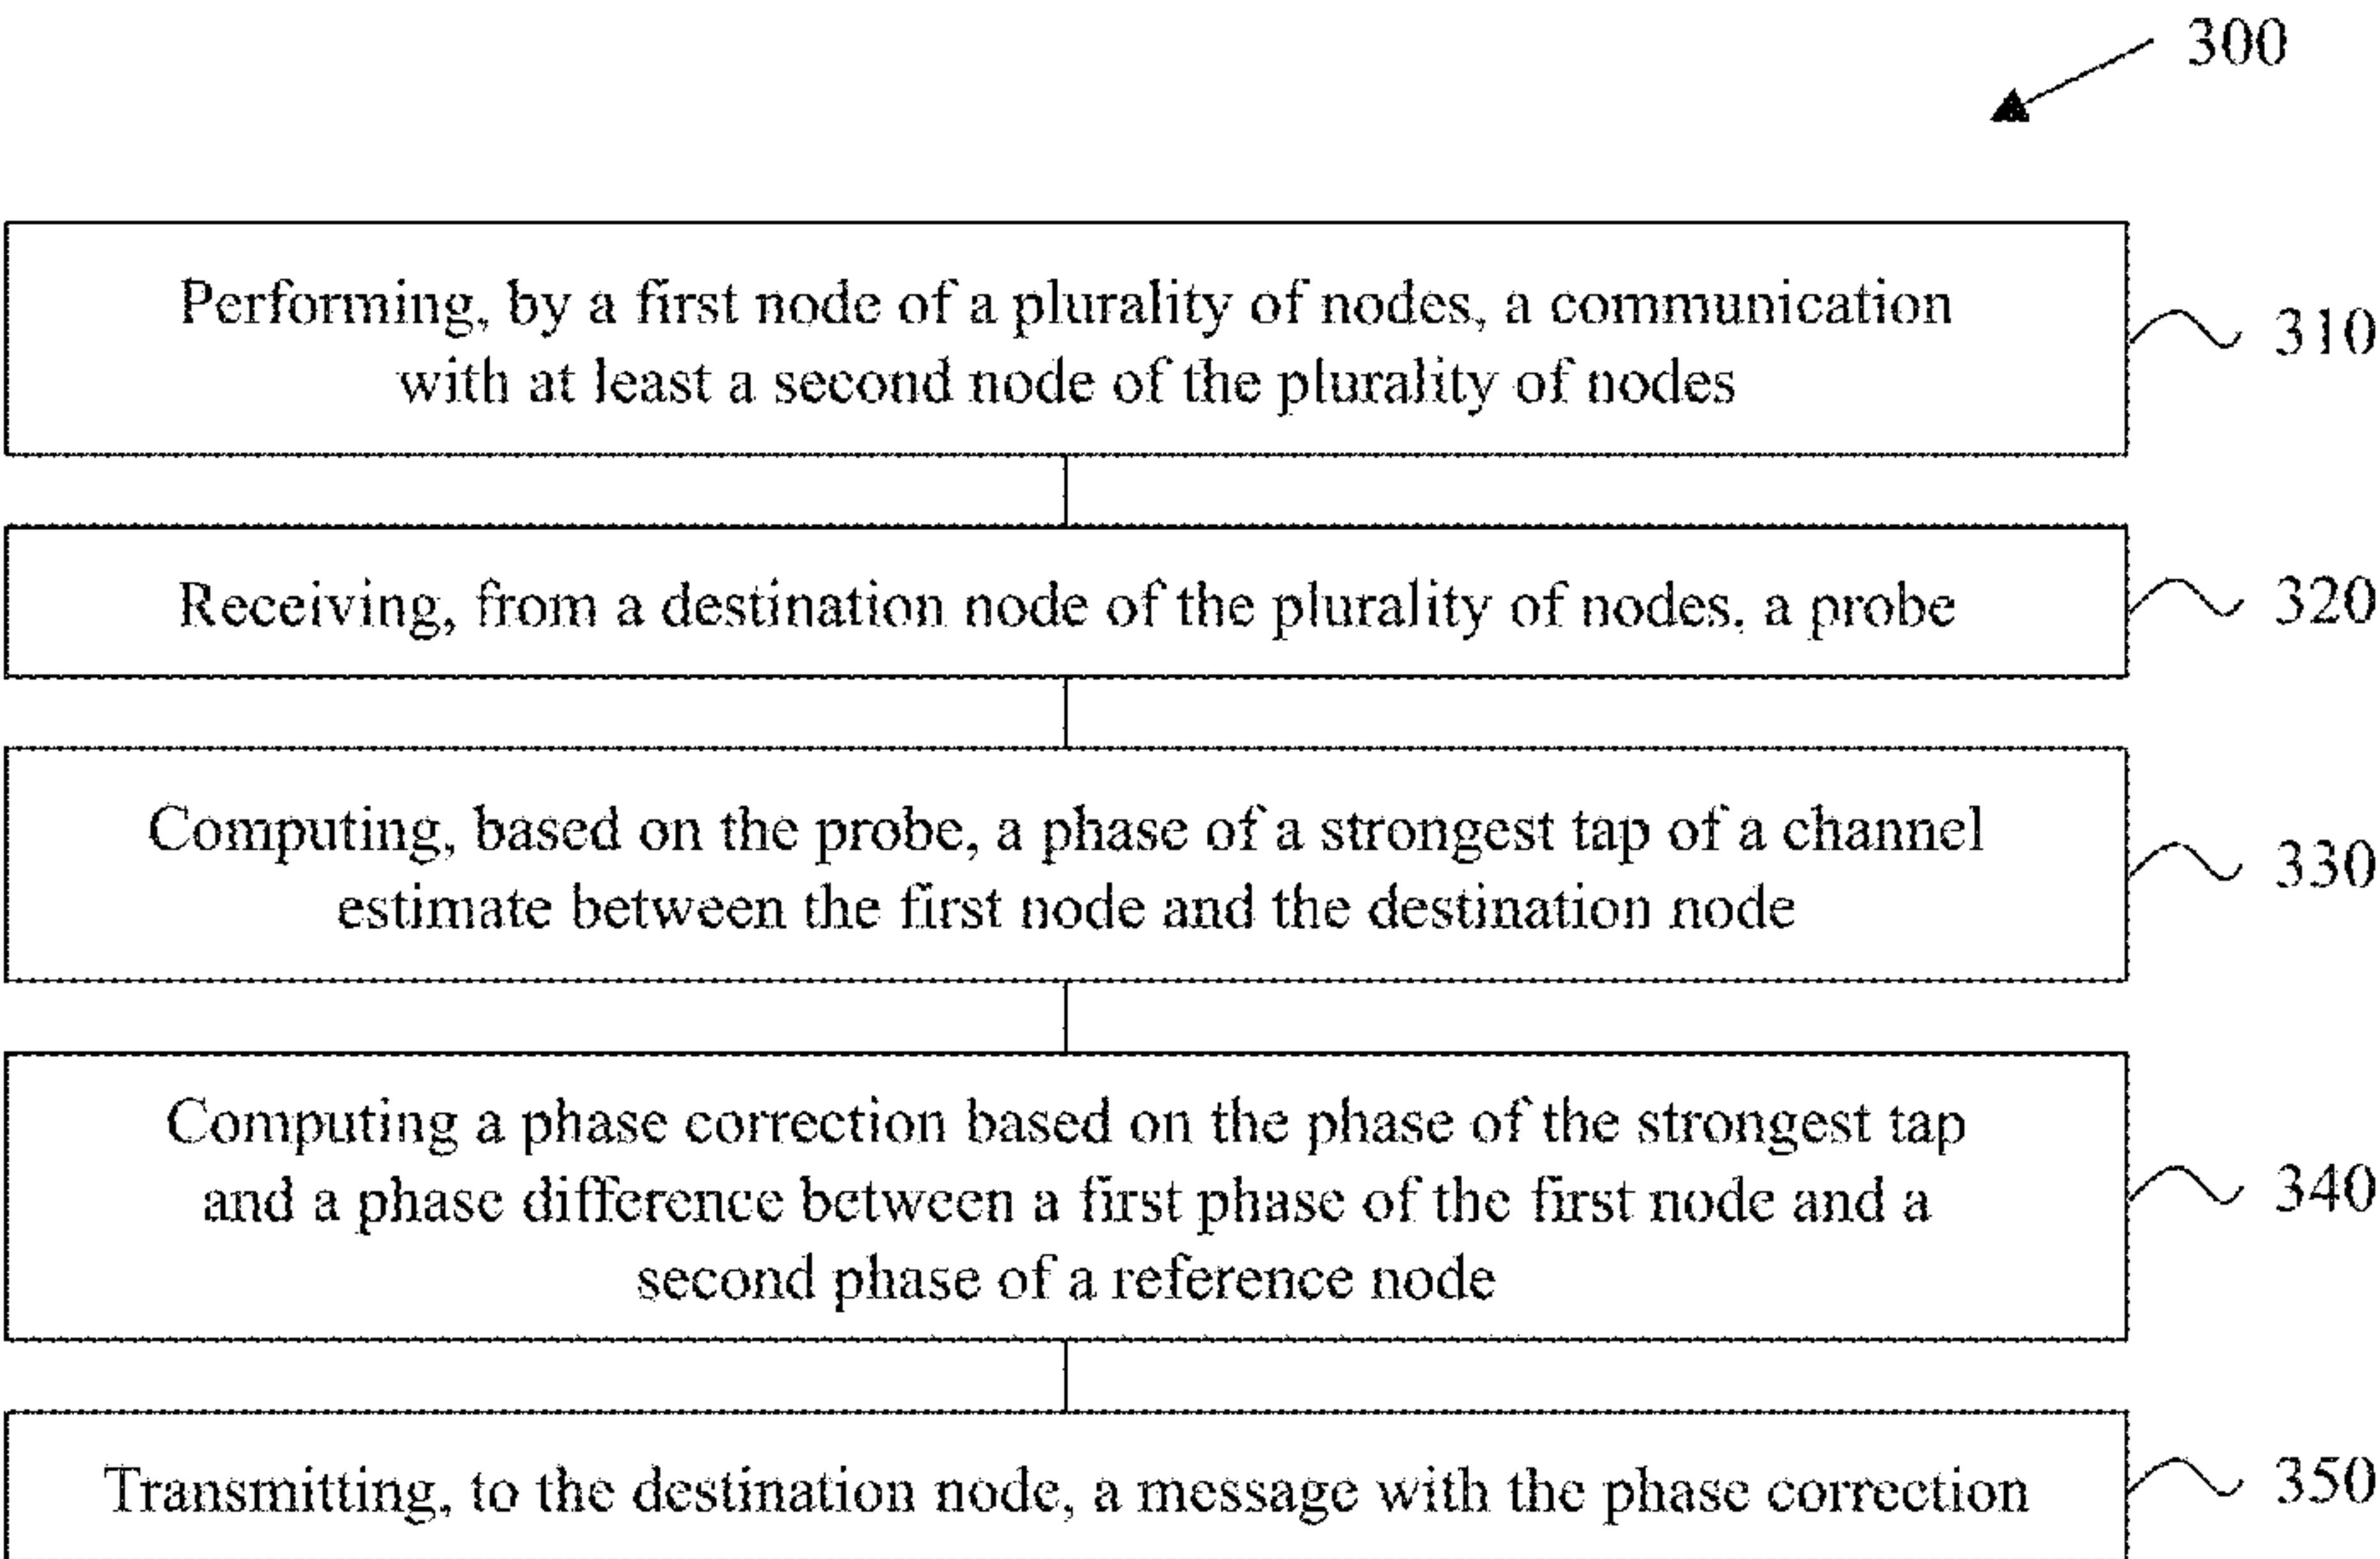 300
Performing, by a first node of a plurality of nodes, a communication
with at least a second node of the plurality of nodes
310
Receiving, from a destination node of the plurality of nodes, a probe
320
Computing, based on the probe, a phase of a strongest tap of a channel
estimate between the first node and the destination node
330
Computing a phase correction based on the phase of the strongest tap
and a phase difference between a first phase of the first node and a
second phase of a reference node
340
Transmitting, to the destination node, a message with the phase correction
350